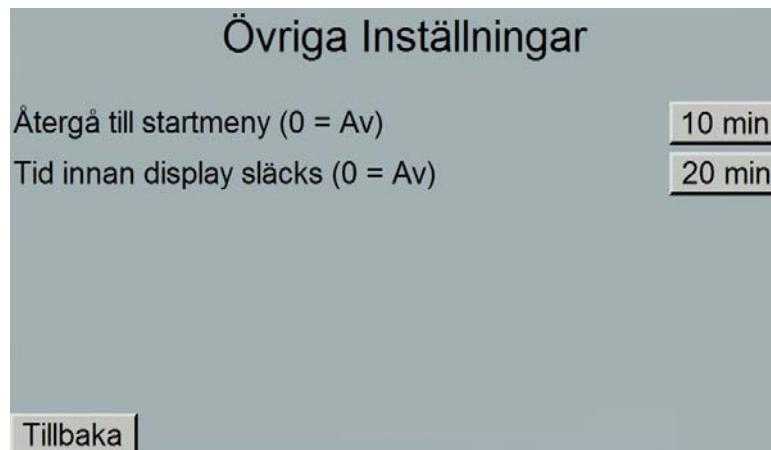 Övriga Inställningar
Återgå till startmeny (0 = Av) 10 min
Tid innan display släcks (0 = Av) 20 min
Tillbaka